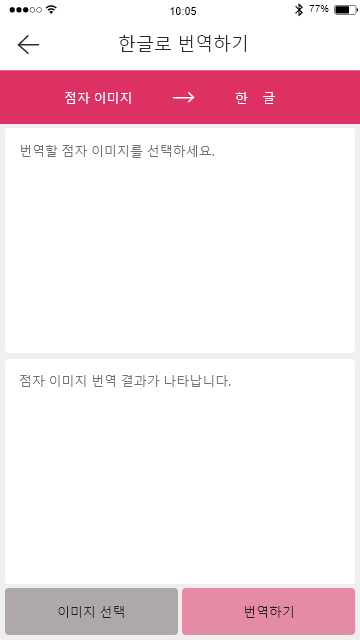 10:05
77%
한글로 번역하기
점자 이미지 → 한 글
번역할 점자 이미지를 선택하세요.
점자 이미지 번역 결과가 나타납니다.
이미지 선택
번역하기